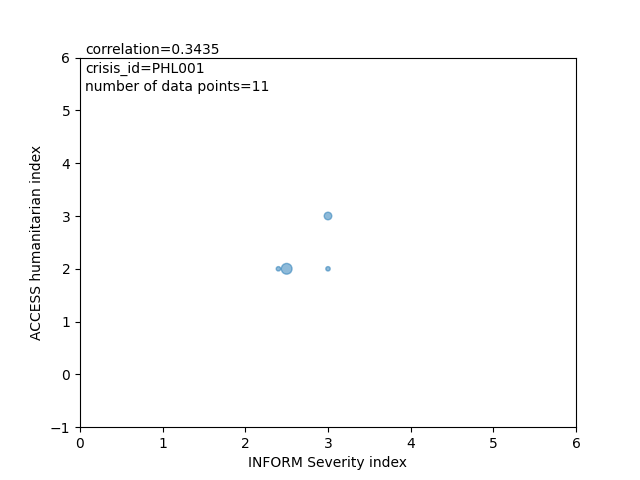 correlation=0.3435
crisis_id=PHL001
number of data points=11
6
5
4
3
2
1
0
−1
ACCESS humanitarian index
0 1 2 3 4 5 6
INFORM Severity index